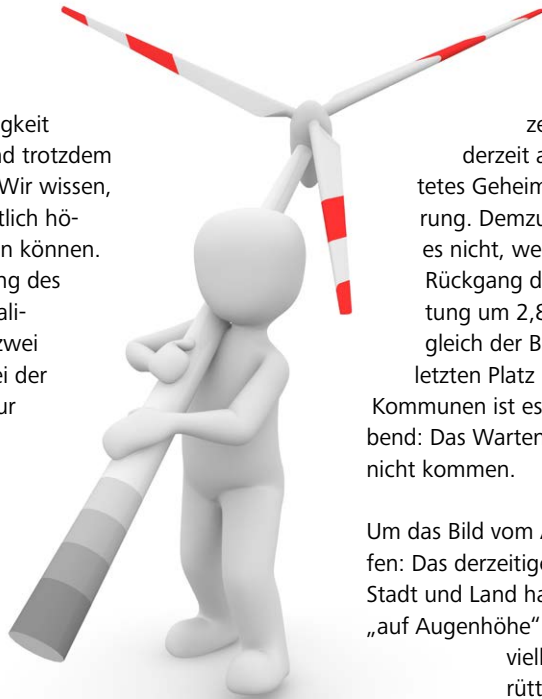 gkeit
nd trotzdem
Wir wissen,
tlich hö-
n können.
ng des
ali-
zwei
ei der
ur
ze
derzeit a
tetes Geheim
rung. Demzu
es nicht, we
Rückgang d
tung um 2,8
gleich der B
letzten Platz
Kommunen ist es
bend: Das Warten
nicht kommen.
Um das Bild vom A
fen: Das derzeitige
Stadt und Land ha
„auf Augenhöhe“
viell
rütt